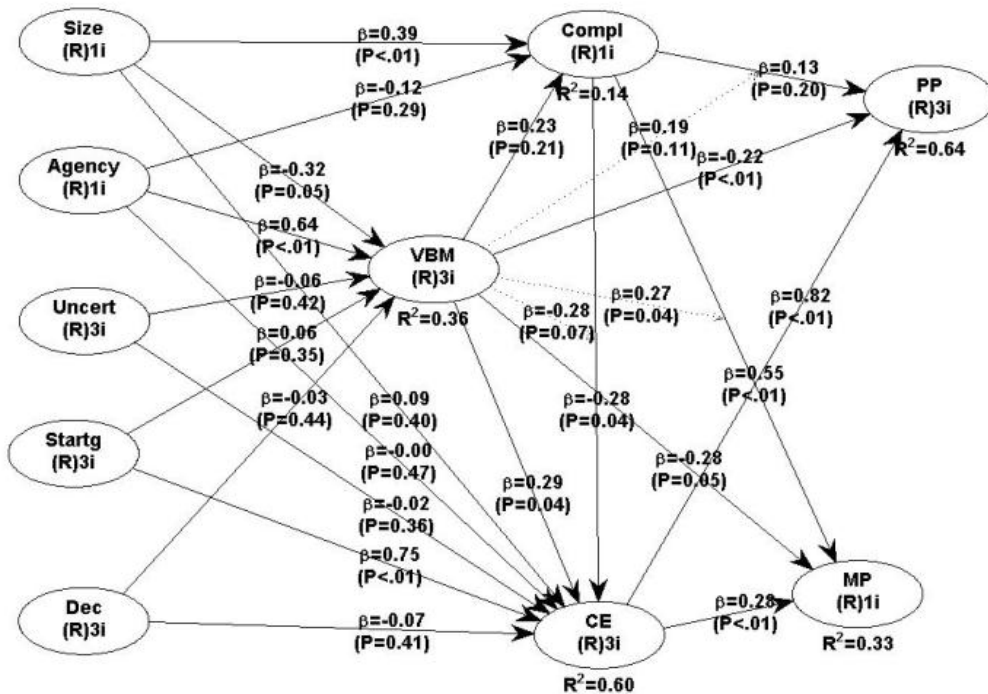 Size
(R)1i
β=0.39
(P<.01)
Compl
(R)1i
R²=0.14
β=0.13
(P=0.20)
PP
(R)3i
R²=0.64
β=-0.12
(P=0.29)
β=0.23
(P=0.21)
β=0.19
(P=0.11)
β=-0.22
(P<.01)
Agency
(R)1i
β=-0.32
(P=0.05)
β=0.64
(P<.01)
VBM
(R)3i
R²=0.36
Uncert
(R)3i
β=-0.06
(P=0.42)
β=0.06
(P=0.35)
β=-0.28
(P=0.07)
β=0.27
(P=0.04)
β=0.82
(P<.01)
β=-0.03
(P=0.44)
β=0.09
(P=0.40)
β=-0.28
(P=0.04)
β=0.55
(P<.01)
Startg
(R)3i
β=-0.00
(P=0.47)
β=0.29
(P=0.04)
β=-0.28
(P=0.05)
β=-0.02
(P=0.36)
β=0.75
(P<.01)
Dec
(R)3i
β=-0.07
(P=0.41)
CE
(R)3i
R²=0.60
β=0.28
(P<.01)
MP
(R)1i
R²=0.33